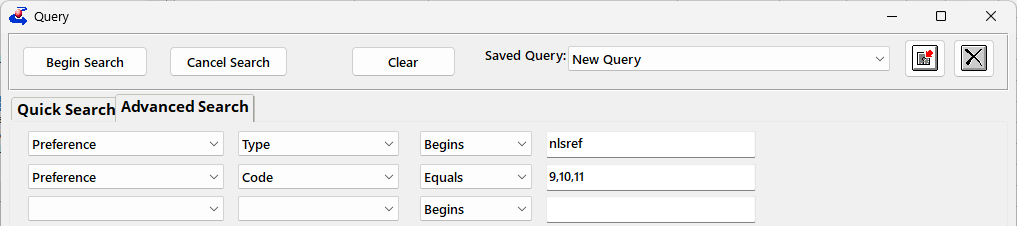 Query
Begin Search Cancel Search Clear Saved Query: New Query
Quick Search Advanced Search
Preference Type Begins nlsref
Preference Code Equals 9,10,11
Begins